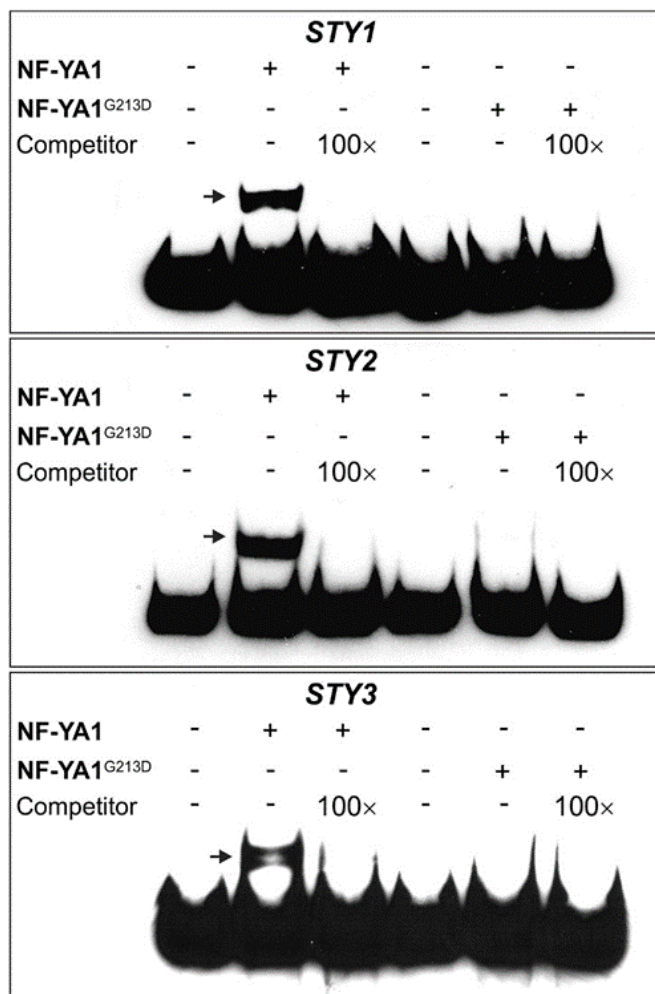 STY1
NF-YA1 - + + - - -
NF-YA1G213D - - - - + +
Competitor - - 100× - - 100×
STY2
NF-YA1 - + + - - -
NF-YA1G213D - - - - + +
Competitor - - 100× - - 100×
STY3
NF-YA1 - + + - - -
NF-YA1G213D - - - - + +
Competitor - - 100× - - 100×